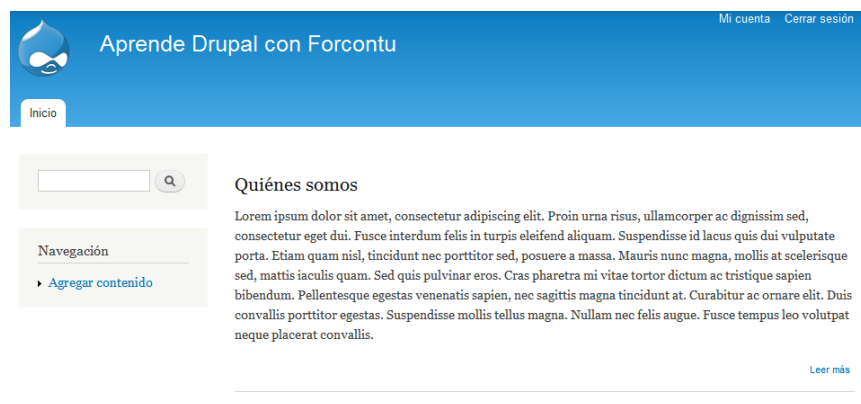 Mi cuenta Cerrar sesión
Aprende Drupal con Forcontu
Inicio
Quiénes somos
Lorem ipsum dolor sit amet, consectetur adipiscing elit. Proin urna risus, ullamcorper ac dignissim sed,
consectetur eget dui. Fusce interdum felis in turpis eleifend aliquam. Suspendisse id lacus quis dui vulputate
porta. Etiam quam nisl, tincidunt nec porttitor sed, posuere a massa. Mauris nunc magna, mollis at scelerisque
sed, mattis iaculis quam. Sed quis pulvinar eros. Cras pharetra mi vitae tortor dictum ac tristique sapien
bibendum. Pellentesque egestas venenatis sapien, nec sagittis magna tincidunt at. Curabitur ac ornare elit. Duis
convallis porttitor egestas. Suspendisse mollis tellus magna. Nullam nec felis augue. Fusce tempus leo volutpat
neque placerat convallis.
Leer más
Navegación
Agregar contenido